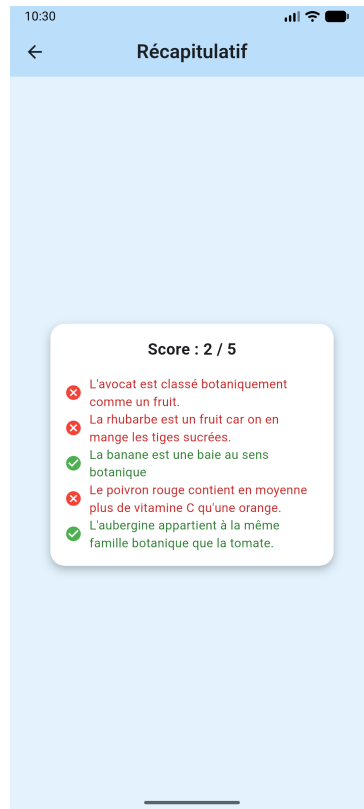 10:30
Récapitulatif
Score : 2 / 5
L'avocat est classé botaniquement
comme un fruit.
La rhubarbe est un fruit car on en
mange les tiges sucrées.
La banane est une baie au sens
botanique
Le poivron rouge contient en moyenne
plus de vitamine C qu'une orange.
L'aubergine appartient à la même
famille botanique que la tomate.